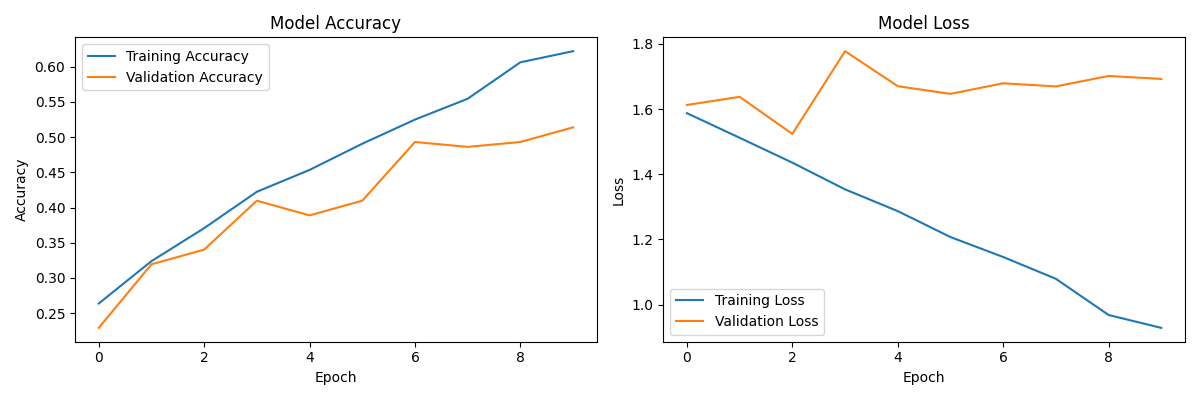 Model Accuracy
Training Accuracy
Validation Accuracy
0.60
0.55
0.50
0.45
0.40
0.35
0.30
0.25
Accuracy
0 2 4 6 8
Epoch
Model Loss
1.8
1.6
1.4
1.2
1.0
Loss
Training Loss
Validation Loss
0 2 4 6 8
Epoch